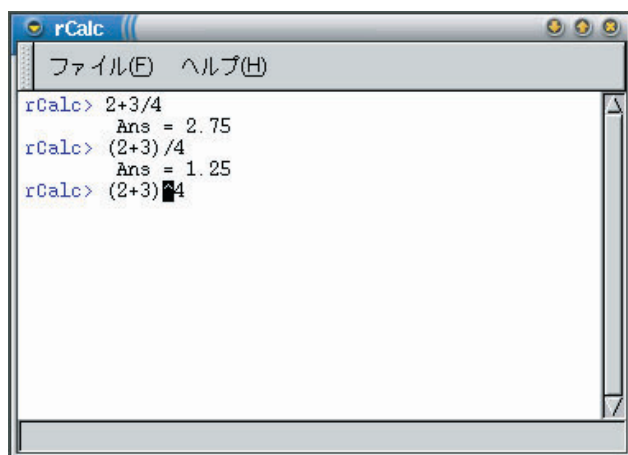 rCalc
ファイル(F) ヘルプ(H)
rCalc> 2+3/4
Ans = 2.75
rCalc> (2+3)/4
Ans = 1.25
rCalc> (2+3)^4